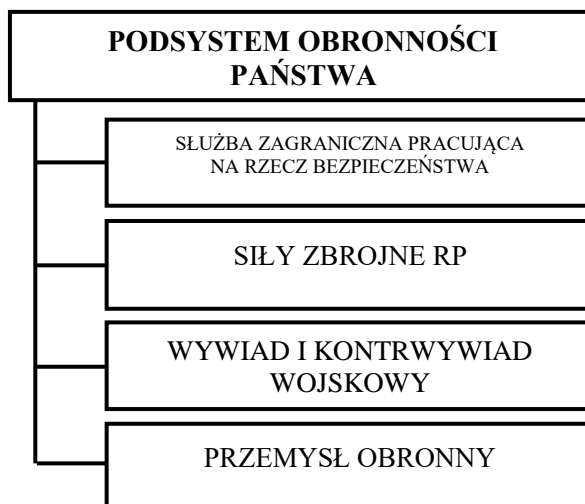 PODSYSTEM OBRONNOŚCI
PAŃSTWA
SŁUŻBA ZAGRANICZNA PRACUJĄCA
NA RZECZ BEZPIECZEŃSTWA
SIŁY ZBROJNE RP
WYWIAD I KONTRWYWIAD
WOJSKOWY
PRZEMYSŁ OBRONNY